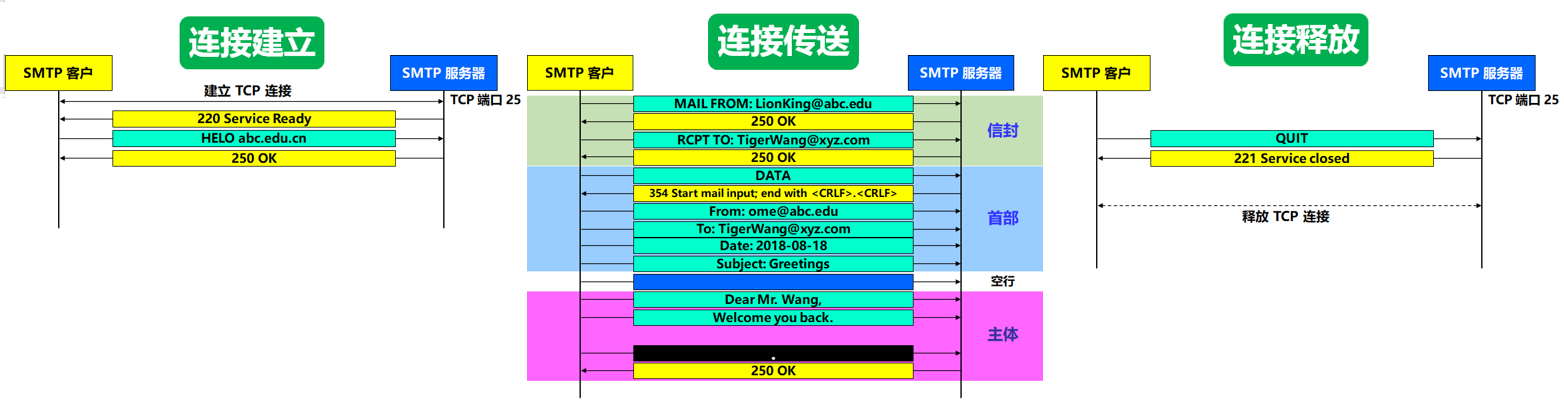 连接建立
SMTP 客户
SMTP 服务器
建立 TCP 连接
TCP 端口 25
220 Service Ready
HELO abc.edu.cn
250 OK
连接传送
SMTP 客户
SMTP 服务器
MAIL FROM: LionKing@abc.edu
250 OK
RCPT TO: TigerWang@xyz.com
250 OK
信封
DATA
354 Start mail input; end with <CRLF>.<CRLF>
From: ome@abc.edu
To: TigerWang@xyz.com
Date: 2018-08-18
Subject: Greetings
首部
空行
Dear Mr. Wang,
Welcome you back.
主体
.
250 OK
连接释放
SMTP 客户
SMTP 服务器
TCP 端口 25
QUIT
221 Service closed
释放 TCP 连接